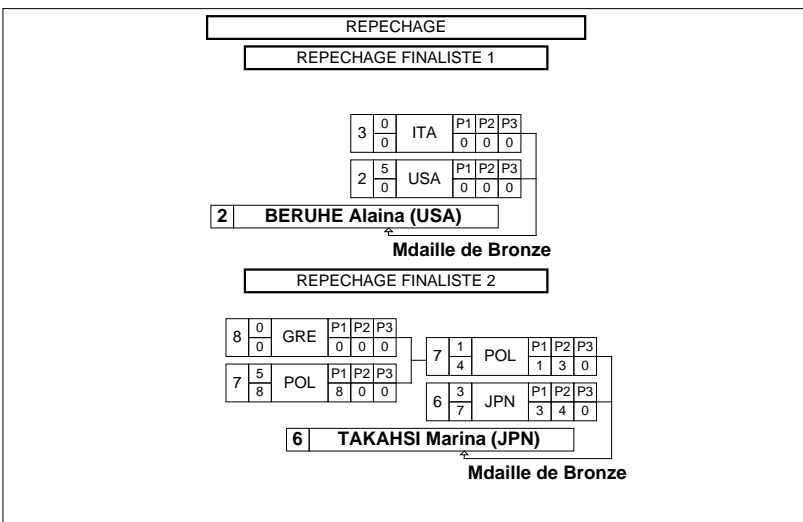 REPECHAGE
REPECHAGE FINALISTE 1
3 0 ITA P1 P2 P3
0 0 0 0
2 5 USA P1 P2 P3
0 0 0 0
2 BERUHE Alaina (USA)
Mdaille de Bronze
REPECHAGE FINALISTE 2
8 0 GRE P1 P2 P3
0 0 0 0
7 5 POL P1 P2 P3
8 8 0 0
7 1 POL P1 P2 P3
4 1 3 0
6 3 JPN P1 P2 P3
7 3 4 0
6 TAKAHSI Marina (JPN)
Mdaille de Bronze